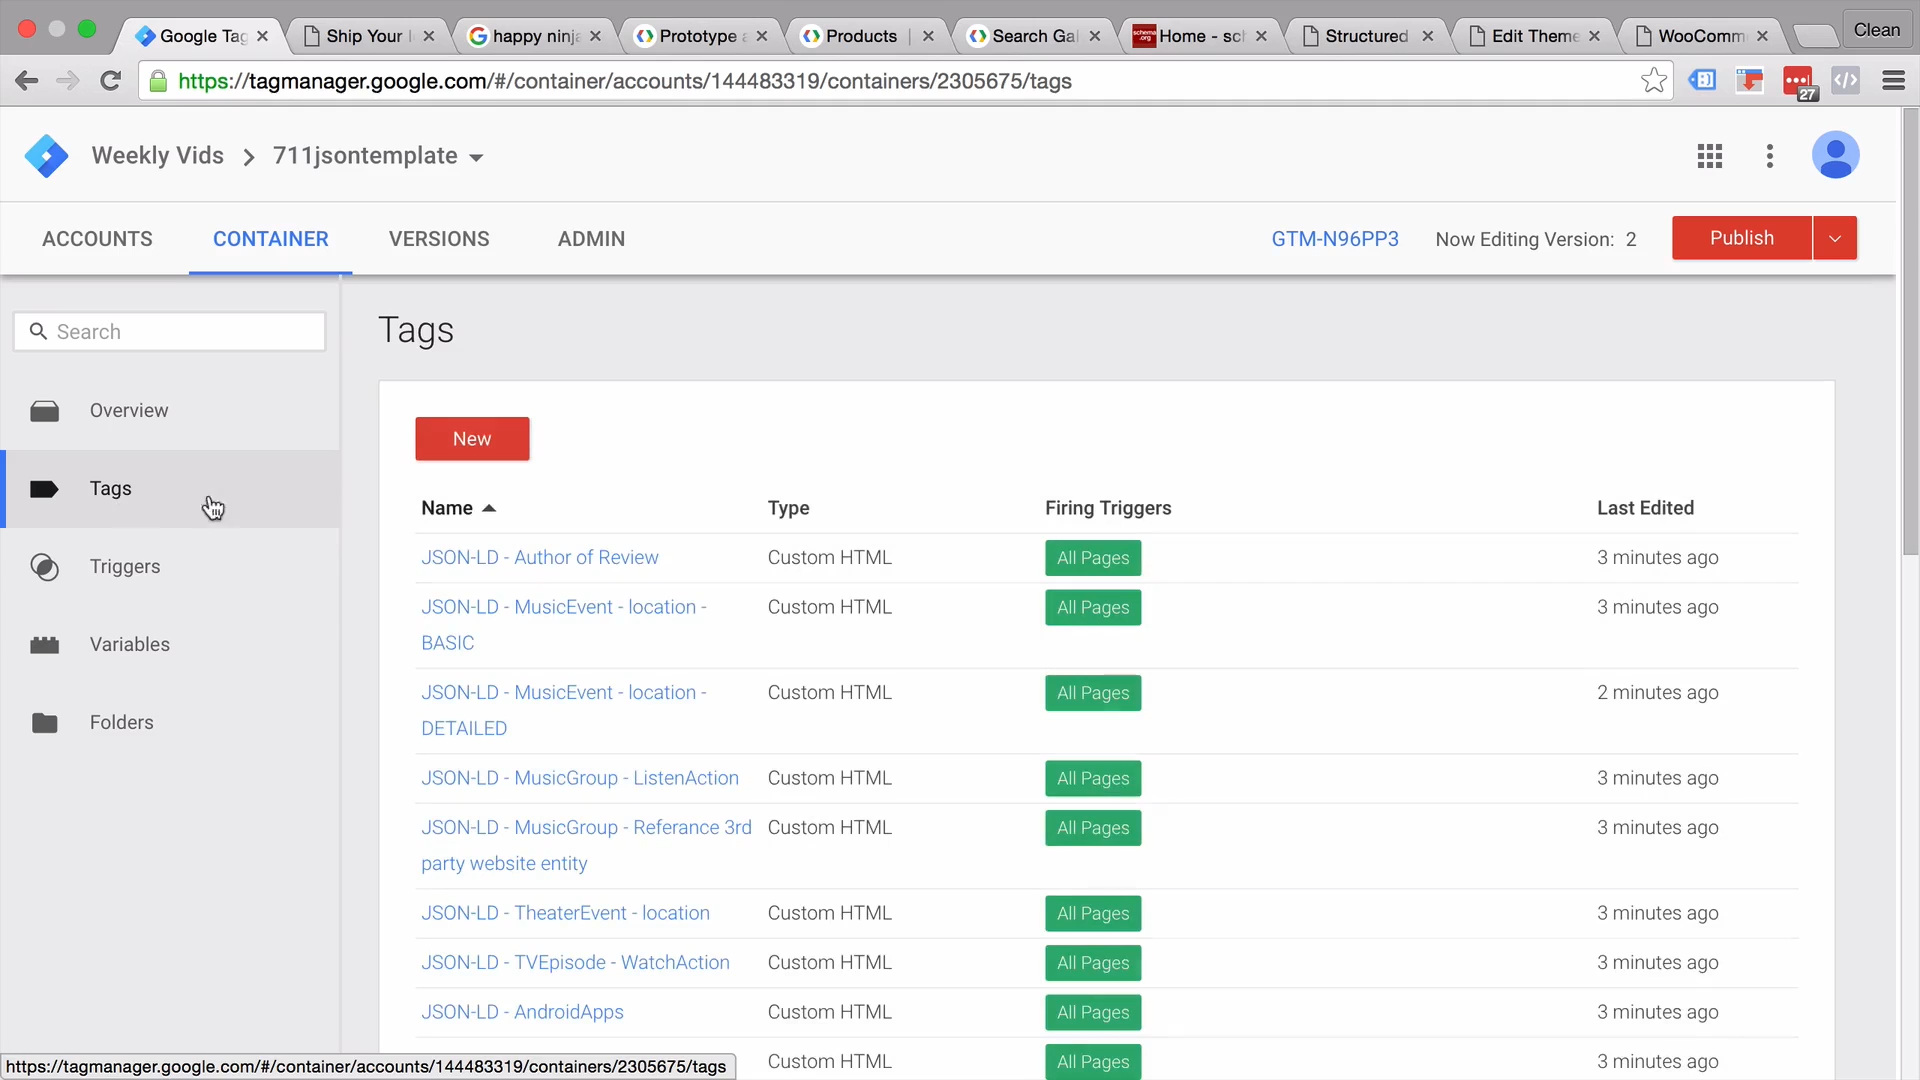 Google Tag
Ship Your
happy ninja
Prototype a
Products
Search Gal
schema.org
Home - sch
Structured
Edit Theme
WooComm
Clean
https://tagmanager.google.com/#/container/accounts/144483319/containers/2305675/tags
27
Weekly Vids
711jsontemplate
ACCOUNTS
CONTAINER
VERSIONS
ADMIN
GTM-N96PP3
Now Editing Version: 2
Publish
Search
Overview
Tags
Triggers
Variables
Folders
Tags
New
Name Type Firing Triggers Last Edited
JSON-LD - Author of Review Custom HTML All Pages 3 minutes ago
JSON-LD - MusicEvent - location - Custom HTML All Pages 3 minutes ago
BASIC
JSON-LD - MusicEvent - location - Custom HTML All Pages 2 minutes ago
DETAILED
JSON-LD - MusicGroup - ListenAction Custom HTML All Pages 3 minutes ago
JSON-LD - MusicGroup - Referance 3rd Custom HTML All Pages 3 minutes ago
party website entity
JSON-LD - TheaterEvent - location Custom HTML All Pages 3 minutes ago
JSON-LD - TVEpisode - WatchAction Custom HTML All Pages 3 minutes ago
JSON-LD - AndroidApps Custom HTML All Pages 3 minutes ago
Custom HTML All Pages 3 minutes ago
https://tagmanager.google.com/#/container/accounts/144483319/containers/2305675/tags